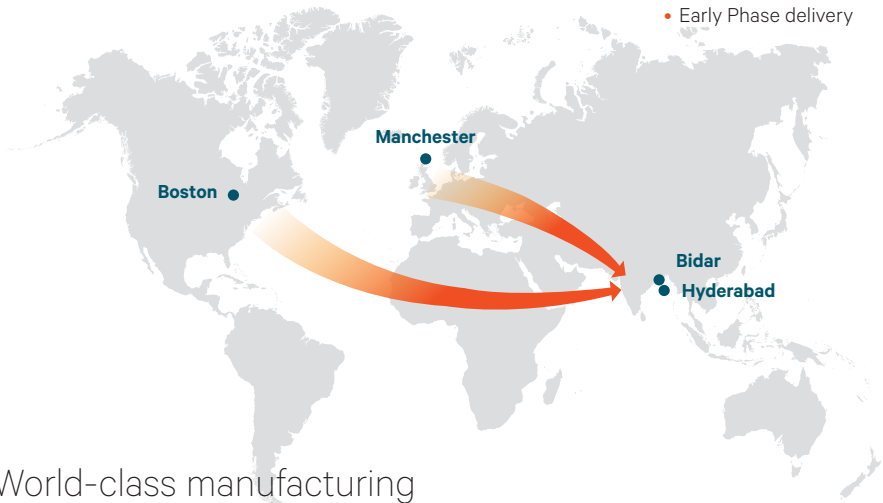 • Early Phase delivery
Manchester
Boston
Bidar
Hyderabad
World-class manufacturing